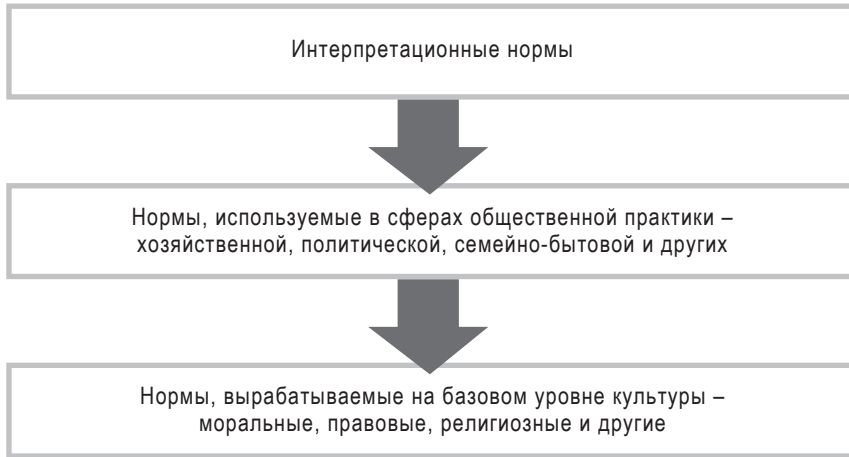 Интерпретационные нормы
Нормы, используемые в сферах общественной практики –
хозяйственной, политической, семейно-бытовой и других
Нормы, вырабатываемые на базовом уровне культуры –
моральные, правовые, религиозные и другие